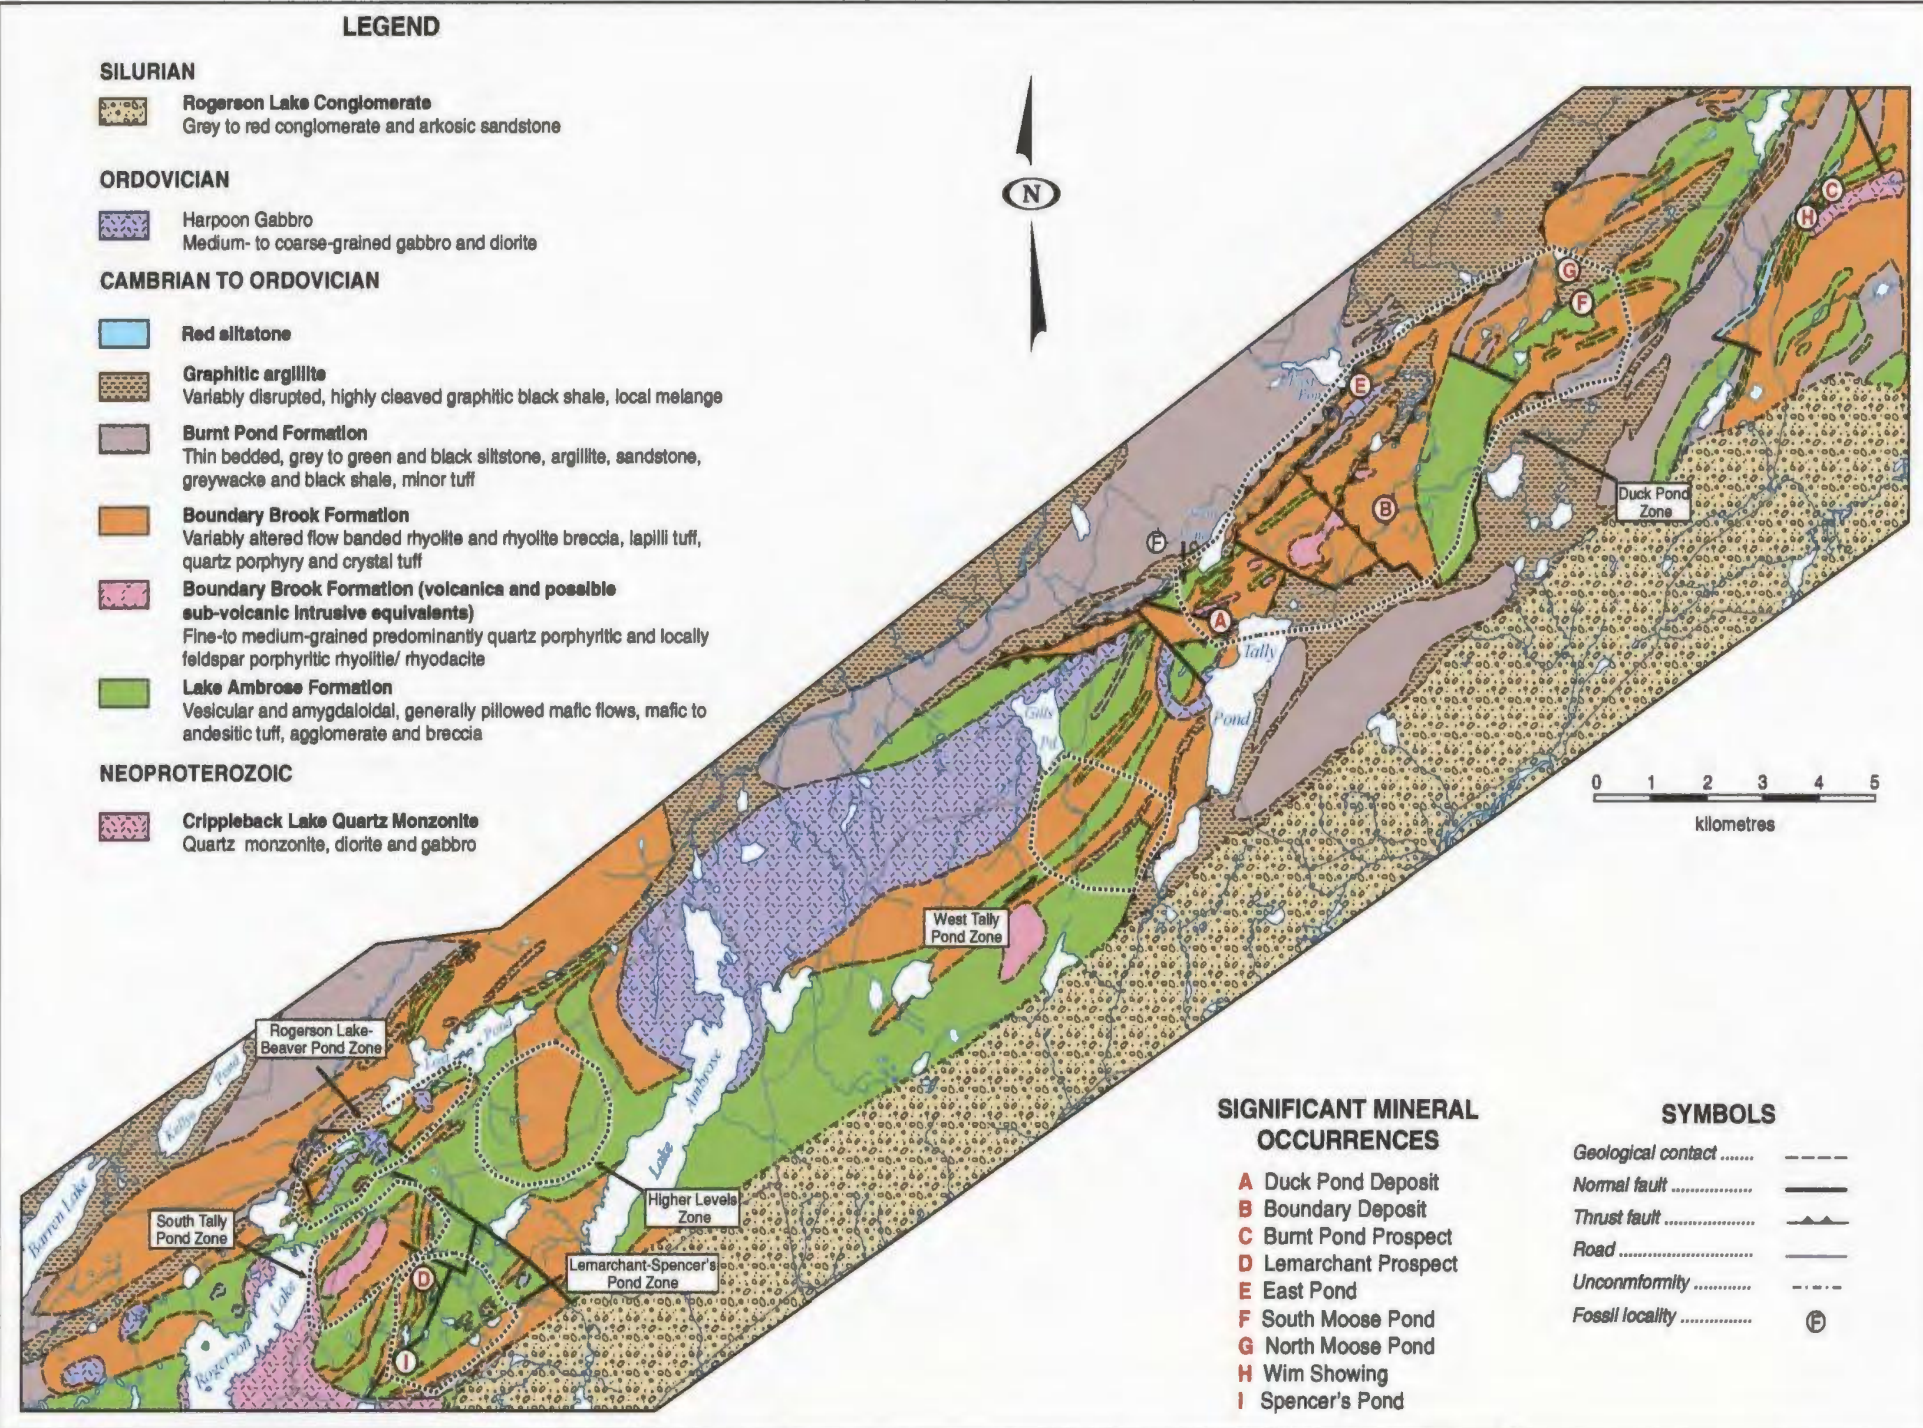 LEGEND
SILURIAN
Rogerson Lake Conglomerate
Grey to red conglomerate and arkosic sandstone
ORDOVICIAN
Harpoon Gabbro
Medium- to coarse-grained gabbro and diorite
CAMBRIAN TO ORDOVICIAN
Red siltstone
Graphitic argillite
Variably disrupted, highly cleaved graphitic black shale, local melange
Burnt Pond Formation
Thin bedded, grey to green and black siltstone, argillite, sandstone,
greywacke and black shale, minor tuff
Boundary Brook Formation
Variably altered flow banded rhyolite and rhyolite breccia, lapilli tuff,
quartz porphyry and crystal tuff
Boundary Brook Formation (volcanics and possible
sub-volcanic intrusive equivalents)
Fine-to medium-grained predominantly quartz porphyritic and locally
feldspar porphyritic rhyolitie/ rhyodacite
Lake Ambrose Formation
Vesicular and amygdaloidal, generally pillowed mafic flows, mafic to
andesitic tuff, agglomerate and breccia
NEOPROTEROZOIC
Crippleback Lake Quartz Monzonite
Quartz monzonite, diorite and gabbro
N
C
H
G
F
E
B
F
A
Duck Pond
Zone
Tally
Pond
Gills
Pd
0 1 2 3 4 5
kilometres
West Tally
Pond Zone
Rogerson Lake-
Beaver Pond Zone
Lost Pond
Kellys Pond
Lake Ambrose
Barren Lake
South Tally
Pond Zone
Higher Levels
Zone
Lemarchant-Spencer's
Pond Zone
D
I
Rogerson Lake
SIGNIFICANT MINERAL
OCCURRENCES
A Duck Pond Deposit
B Boundary Deposit
C Burnt Pond Prospect
D Lemarchant Prospect
E East Pond
F South Moose Pond
G North Moose Pond
H Wim Showing
I Spencer's Pond
SYMBOLS
Geological contact .......
Normal fault ..................
Thrust fault ...................
Road .............................
Unconmformity ............
Fossil locality ............... F